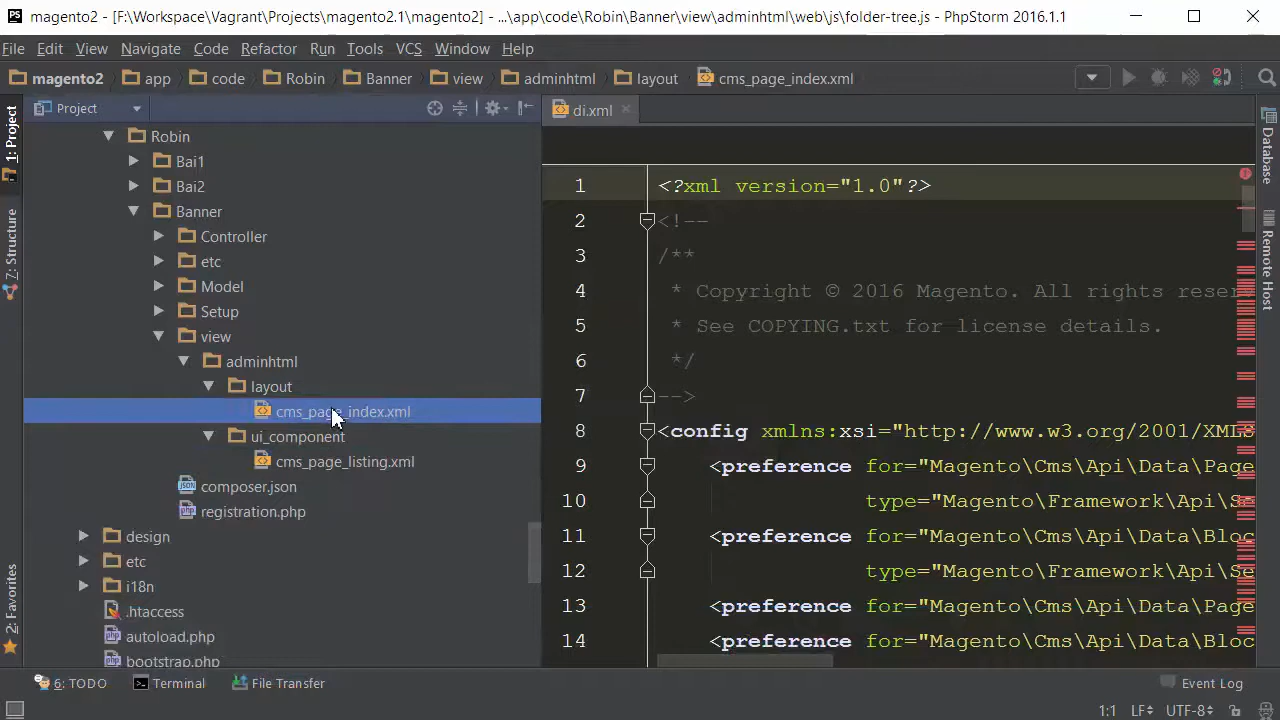 magento2 - [F:\Workspace\Vagrant\Projects\magento2.1\magento2] - ...\app\code\Robin\Banner\view\adminhtml\web\js\folder-tree.js - PhpStorm 2016.1.1
File Edit View Navigate Code Refactor Run Tools VCS Window Help
magento2 app code Robin Banner view adminhtml layout cms_page_index.xml
1: Project
7: Structure
2: Favorites
Project
Robin
Bai1
Bai2
Banner
Controller
etc
Model
Setup
view
adminhtml
layout
cms_page_index.xml
ui_component
cms_page_listing.xml
composer.json
registration.php
design
etc
i18n
.htaccess
autoload.php
bootstrap.php
di.xml
1 <?xml version="1.0"?>
2 <!--
3 /**
4 * Copyright © 2016 Magento. All rights reser
5 * See COPYING.txt for license details.
6 */
7 -->
8 <config xmlns:xsi="http://www.w3.org/2001/XMLS
9 <preference for="Magento\Cms\Api\Data\Page
10 type="Magento\Framework\Api\Se
11 <preference for="Magento\Cms\Api\Data\Bloc
12 type="Magento\Framework\Api\Se
13 <preference for="Magento\Cms\Api\Data\Page
14 <preference for="Magento\Cms\Api\Data\Bloc
Database
Remote Host
6: TODO Terminal File Transfer Event Log
1:1 LF UTF-8